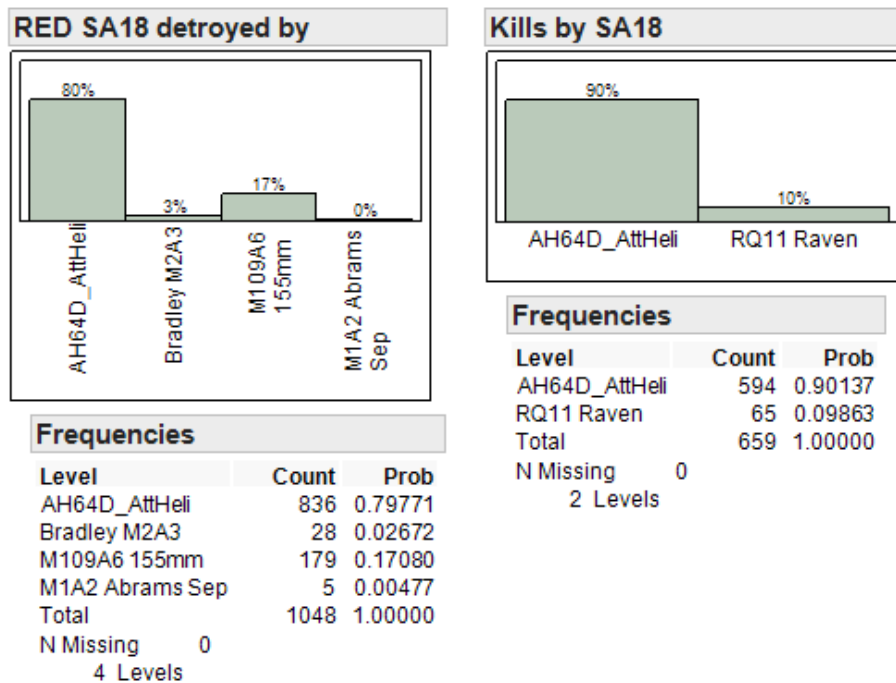 RED SA18 detroyed by
80%
3%
17%
0%
AH64D_AttHeli
Bradley M2A3
M109A6
155mm
M1A2 Abrams
Sep
Frequencies
Level Count Prob
AH64D_AttHeli 836 0.79771
Bradley M2A3 28 0.02672
M109A6 155mm 179 0.17080
M1A2 Abrams Sep 5 0.00477
Total 1048 1.00000
N Missing 0
4 Levels
Kills by SA18
90%
10%
AH64D_AttHeli RQ11 Raven
Frequencies
Level Count Prob
AH64D_AttHeli 594 0.90137
RQ11 Raven 65 0.09863
Total 659 1.00000
N Missing 0
2 Levels